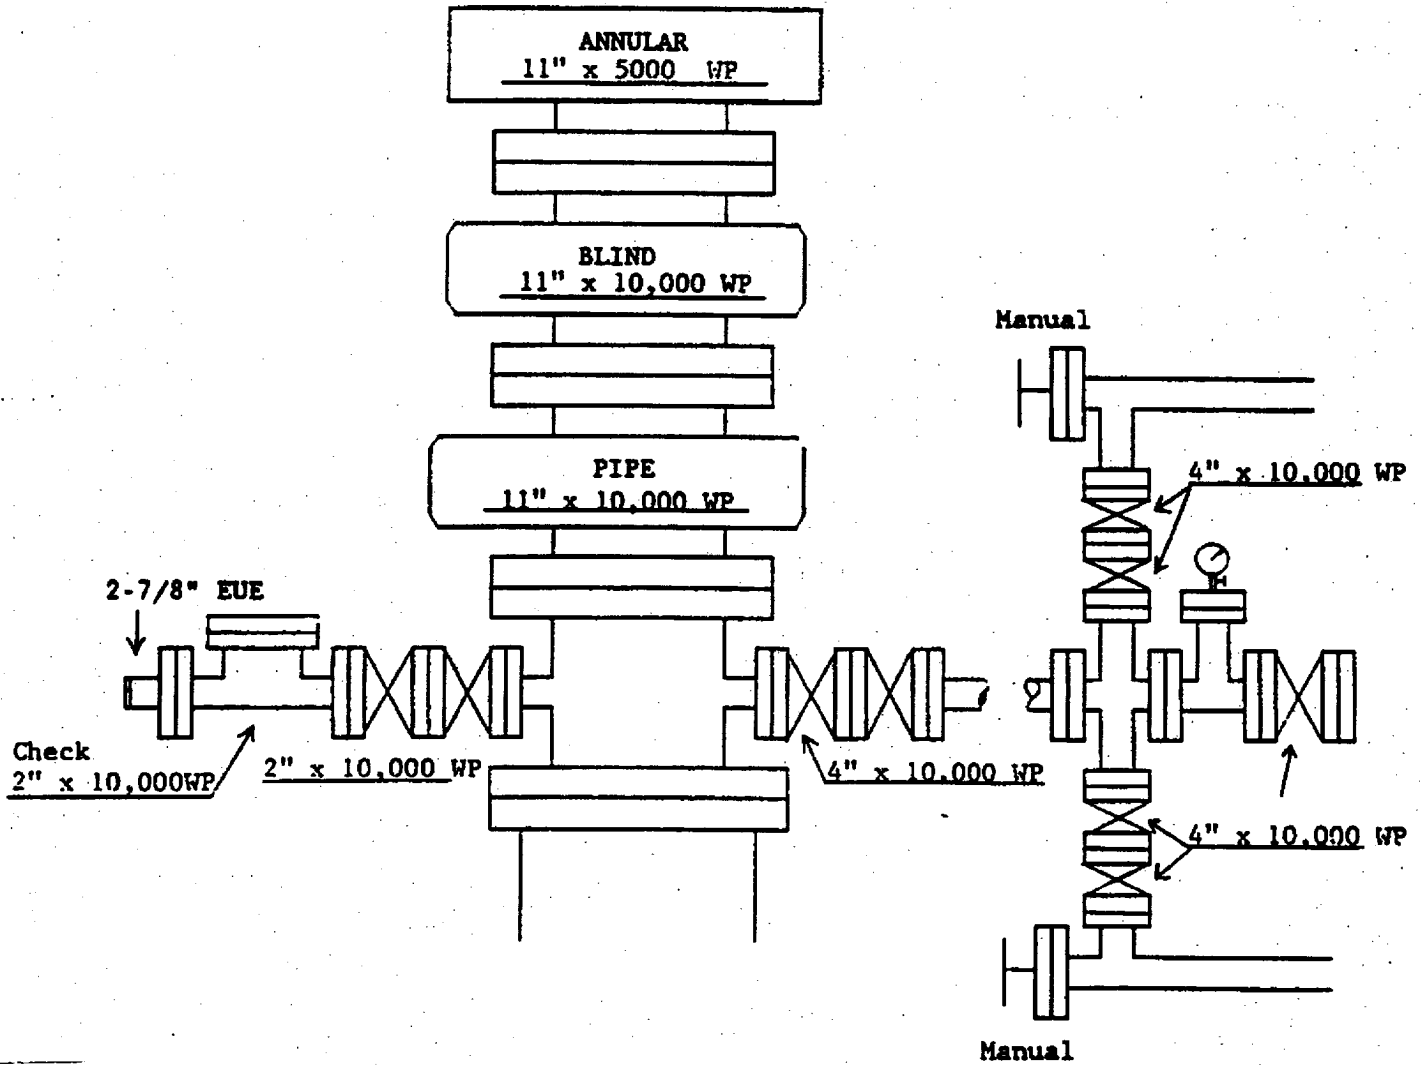 ANNULAR
11" x 5000 WP
BLIND
11" x 10,000 WP
Manual
PIPE
11" x 10,000 WP
4" x 10,000 WP
2-7/8" EUE
Check
2" x 10,000WP
2" x 10,000 WP
4" x 10,000 WP
4" x 10,000 WP
Manual